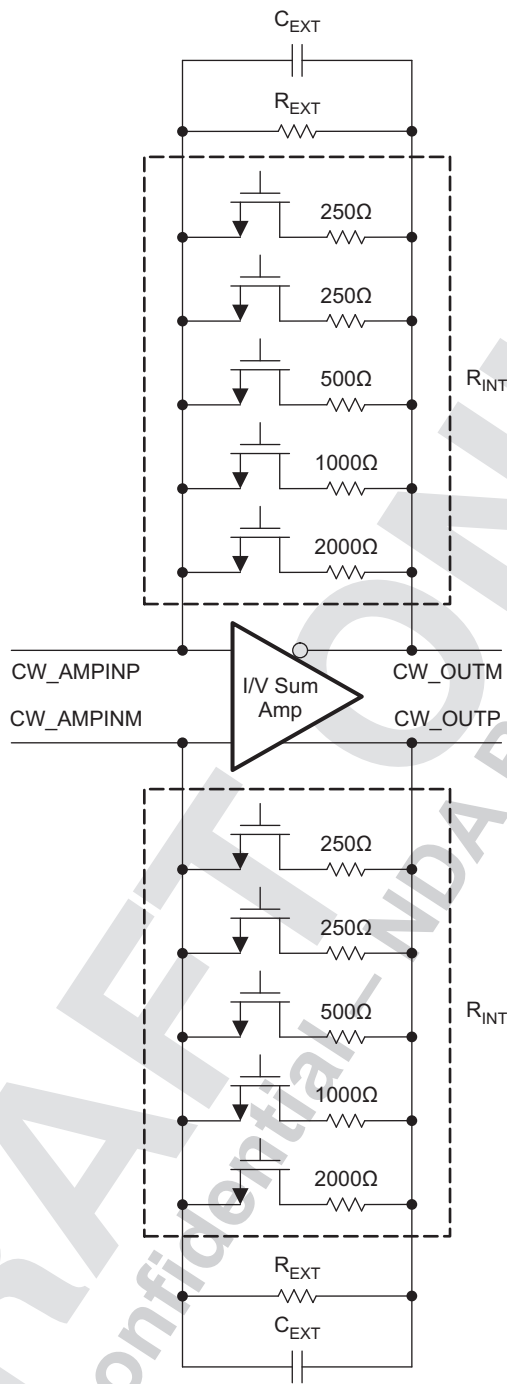 C_EXT
R_EXT
250Ω
250Ω
500Ω
R_INT
1000Ω
2000Ω
CW_AMPINP
I/V Sum
Amp
CW_OUTM
CW_AMPINM
CW_OUTP
250Ω
250Ω
500Ω
R_INT
1000Ω
2000Ω
R_EXT
C_EXT